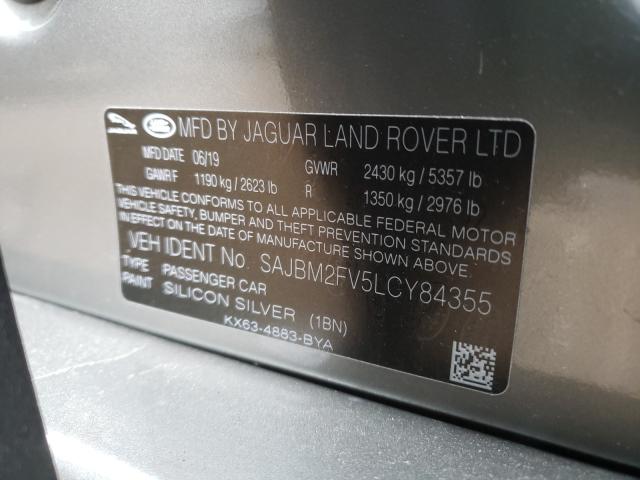 MFD BY JAGUAR LAND ROVER LTD
MFD DATE 06/19 GVWR 2430 kg / 5357 lb
GAWR F 1190 kg / 2623 lb R 1350 kg / 2976 lb
THIS VEHICLE CONFORMS TO ALL APPLICABLE FEDERAL MOTOR
VEHICLE SAFETY, BUMPER AND THEFT PREVENTION STANDARDS
IN EFFECT ON THE DATE OF MANUFACTURE SHOWN ABOVE.
VEH IDENT No. SAJBM2FV5LCY84355
TYPE PASSENGER CAR
PAINT SILICON SILVER (1BN)
KX63-4883-BYA